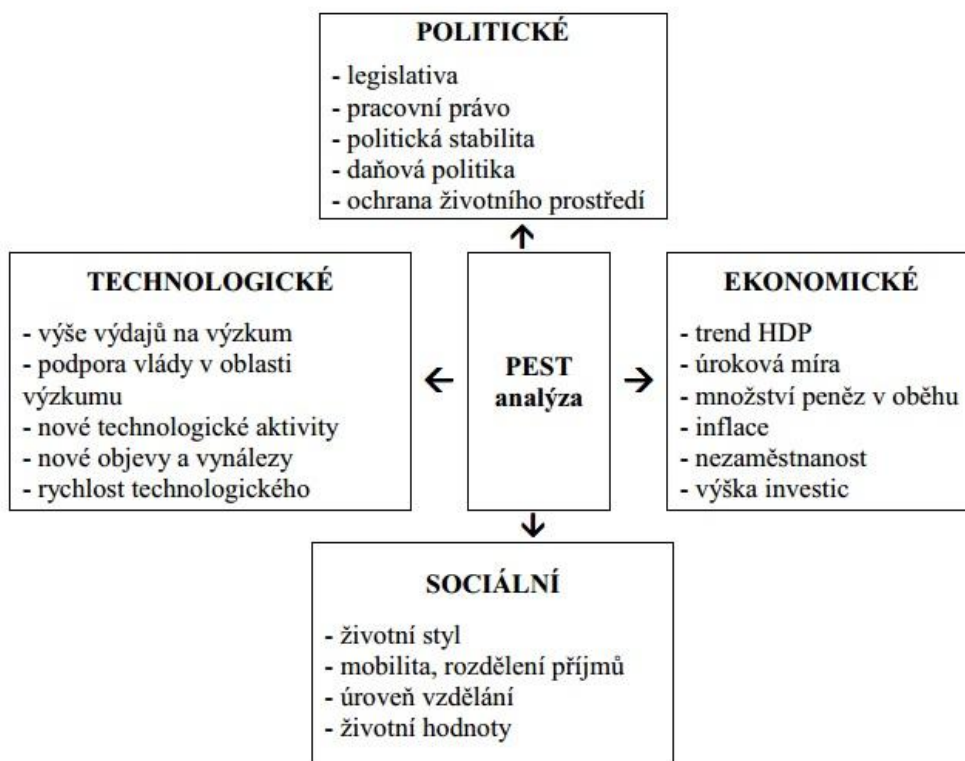 POLITICKÉ
- legislativa
- pracovní právo
- politická stabilita
- daňová politika
- ochrana životního prostředí
TECHNOLOGICKÉ
- výše výdajů na výzkum
- podpora vlády v oblasti
výzkumu
- nové technologické aktivity
- nové objevy a vynálezy
- rychlost technologického
PEST
analýza
EKONOMICKÉ
- trend HDP
- úroková míra
- množství peněz v oběhu
- inflace
- nezaměstnanost
- výška investic
SOCIÁLNÍ
- životní styl
- mobilita, rozdělení příjmů
- úroveň vzdělání
- životní hodnoty